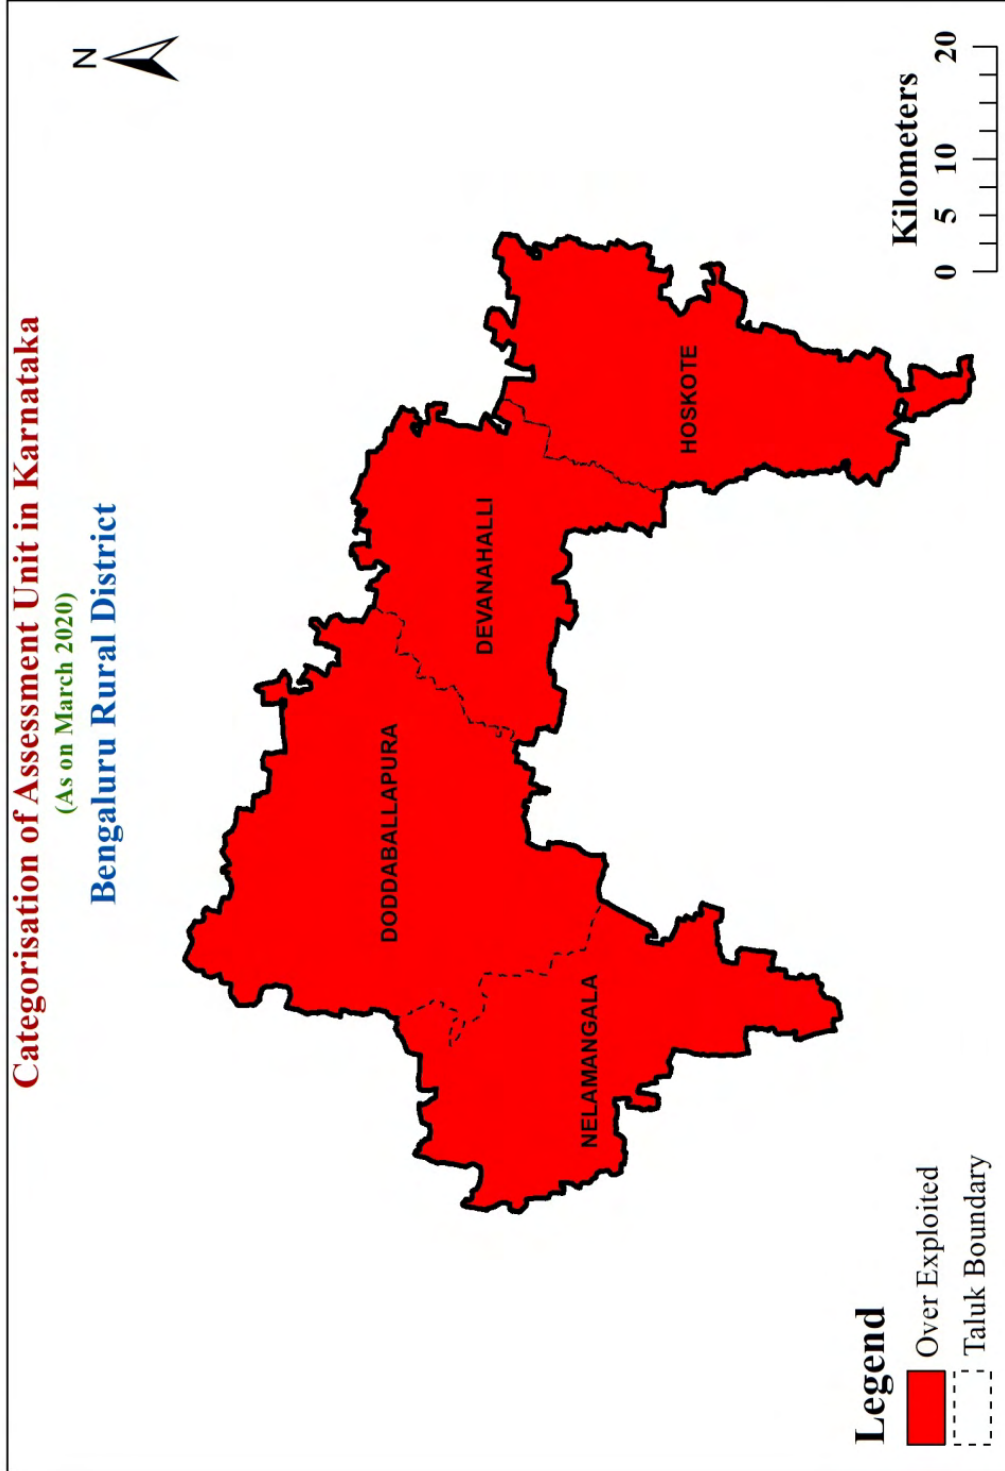 Categorisation of Assessment Unit in Karnataka
(As on March 2020)
Bengaluru Rural District
N
DODDABALLAPURA
DEVANAHALLI
NELAMANGALA
HOSKOTE
Legend
Over Exploited
Taluk Boundary
Kilometers
0 5 10 20